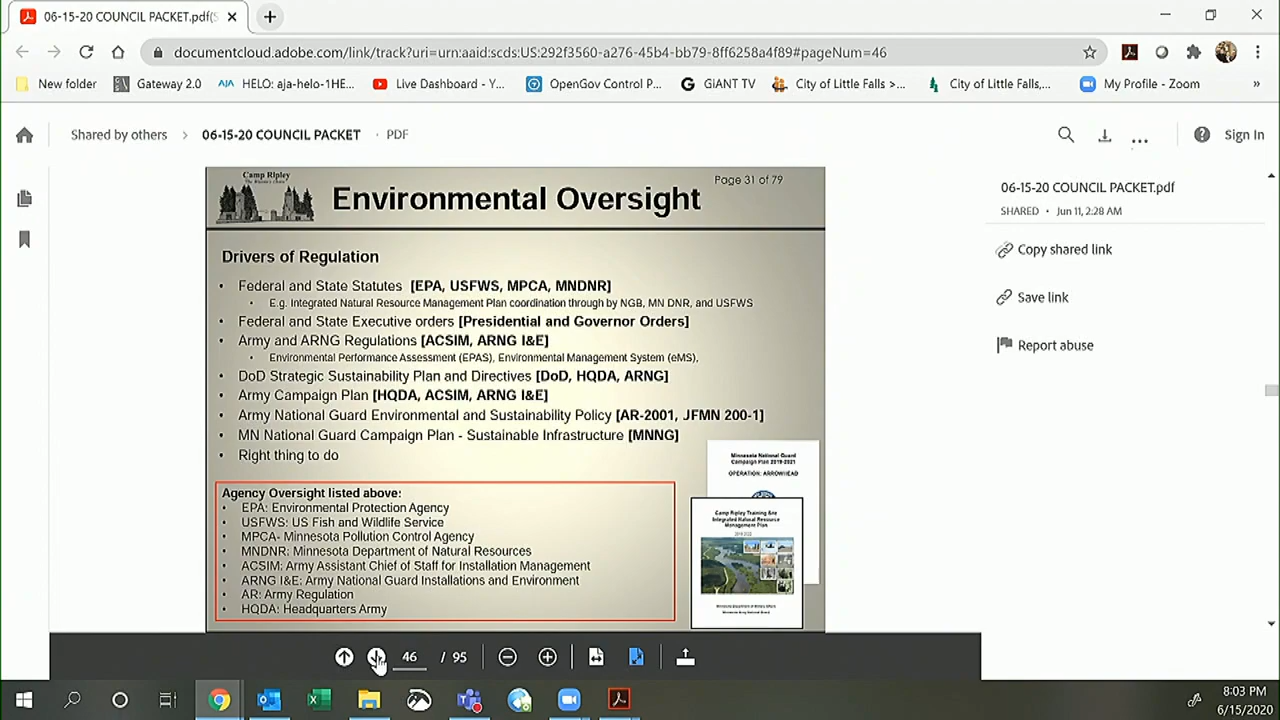 06-15-20 COUNCIL PACKET.pdf(S
documentcloud.adobe.com/link/track?uri=urn:aaid:scds:US:292f3560-a276-45b4-bb79-8ff6258a4f89#pageNum=46
New folder Gateway 2.0 AJA HELO: aja-helo-1HE... Live Dashboard - Y... OpenGov Control P... G GiANT TV City of Little Falls >... City of Little Falls,... My Profile - Zoom »
Shared by others > 06-15-20 COUNCIL PACKET · PDF
Sign In
06-15-20 COUNCIL PACKET.pdf
SHARED • Jun 11, 2:28 AM
Copy shared link
Save link
Report abuse
Camp Ripley
Page 31 of 79
Environmental Oversight
Drivers of Regulation
• Federal and State Statutes [EPA, USFWS, MPCA, MNDNR]
• E.g. Integrated Natural Resource Management Plan coordination through by NGB, MN DNR, and USFWS
• Federal and State Executive orders [Presidential and Governor Orders]
• Army and ARNG Regulations [ACSIM, ARNG I&E]
• Environmental Performance Assessment (EPAS), Environmental Management System (eMS),
• DoD Strategic Sustainability Plan and Directives [DoD, HQDA, ARNG]
• Army Campaign Plan [HQDA, ACSIM, ARNG I&E]
• Army National Guard Environmental and Sustainability Policy [AR-2001, JFMN 200-1]
• MN National Guard Campaign Plan - Sustainable Infrastructure [MNNG]
• Right thing to do
Minnesota National Guard
Campaign Plan 2019-2021
OPERATION: ARROWHEAD
Camp Ripley Training Site
Integrated Natural Resource
Management Plan
Agency Oversight listed above:
• EPA: Environmental Protection Agency
• USFWS: US Fish and Wildlife Service
• MPCA- Minnesota Pollution Control Agency
• MNDNR: Minnesota Department of Natural Resources
• ACSIM: Army Assistant Chief of Staff for Installation Management
• ARNG I&E: Army National Guard Installations and Environment
• AR: Army Regulation
• HQDA: Headquarters Army
46 / 95
8:03 PM
6/15/2020